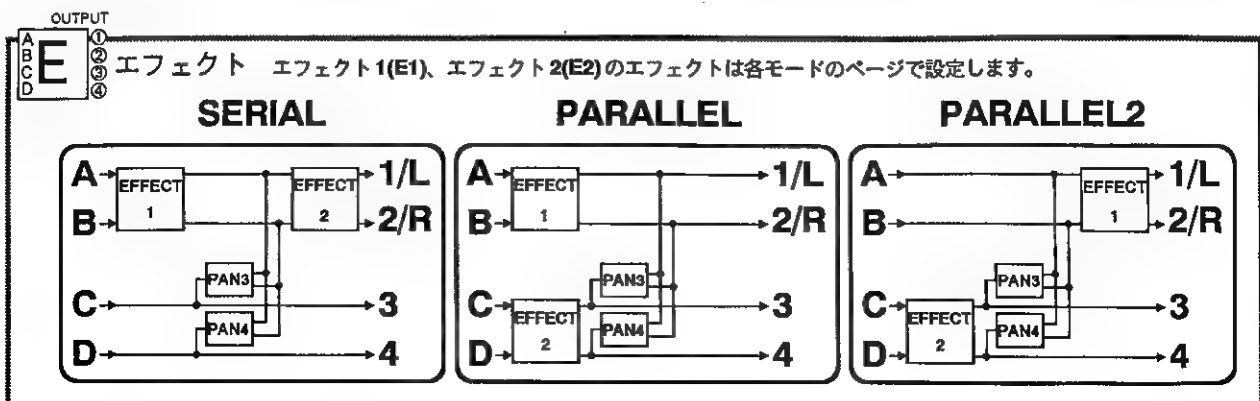 OUTPUT
A
B
C
D
E
①
②
③
④
エフェクト エフェクト1(E1)、エフェクト2(E2)のエフェクトは各モードのページで設定します。
SERIAL
A
EFFECT
1
EFFECT
2
1/L
B
2/R
PAN3
C
3
PAN4
D
4
PARALLEL
A
EFFECT
1
1/L
B
2/R
PAN3
C
EFFECT
2
3
PAN4
D
4
PARALLEL2
A
EFFECT
1
1/L
B
2/R
PAN3
C
EFFECT
2
3
PAN4
D
4